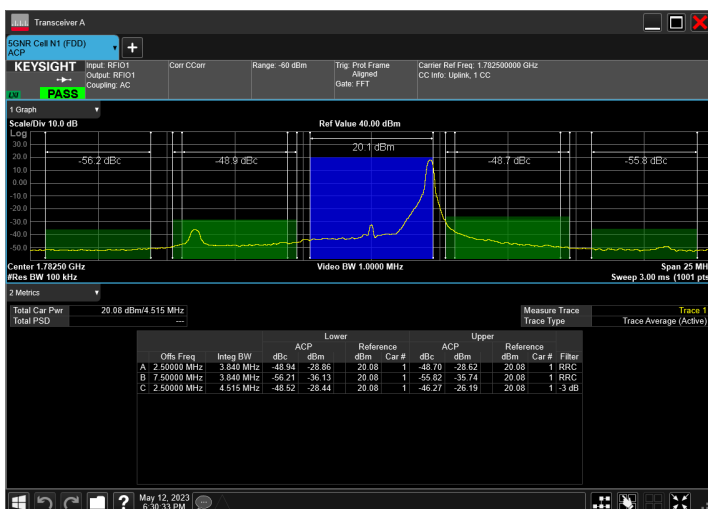 Transceiver A
5GNR Cell N1 (FDD)
ACP
KEYSIGHT
LXI
PASS
Input: RFIO1
Output: RFIO1
Coupling: AC
Corr CCorr
Range: -60 dBm
Trig: Prot Frame
Aligned
Gate: FFT
Carrier Ref Freq: 1.782500000 GHz
CC Info: Uplink, 1 CC
1 Graph
Scale/Div 10.0 dB
Ref Value 40.00 dBm
Log
30.0
20.0
10.0
0.00
-10.0
-20.0
-30.0
-40.0
-50.0
-56.2 dBc
-48.9 dBc
20.1 dBm
-48.7 dBc
-55.8 dBc
Center 1.78250 GHz
Video BW 1.0000 MHz
Span 25 MH
#Res BW 100 kHz
Sweep 3.00 ms (1001 pts
2 Metrics
Total Car Pwr 20.08 dBm/4.515 MHz
Total PSD ---
Measure Trace Trace 1
Trace Type Trace Average (Active)
Lower Upper
ACP Reference ACP Reference
Offs Freq Integ BW dBc dBm dBm Car # dBc dBm dBm Car # Filter
A 2.50000 MHz 3.840 MHz -48.94 -28.86 20.08 1 -48.70 -28.62 20.08 1 RRC
B 7.50000 MHz 3.840 MHz -56.21 -36.13 20.08 1 -55.82 -35.74 20.08 1 RRC
C 2.50000 MHz 4.515 MHz -48.52 -28.44 20.08 1 -46.27 -26.19 20.08 1 -3 dB
May 12, 2023
6:30:33 PM